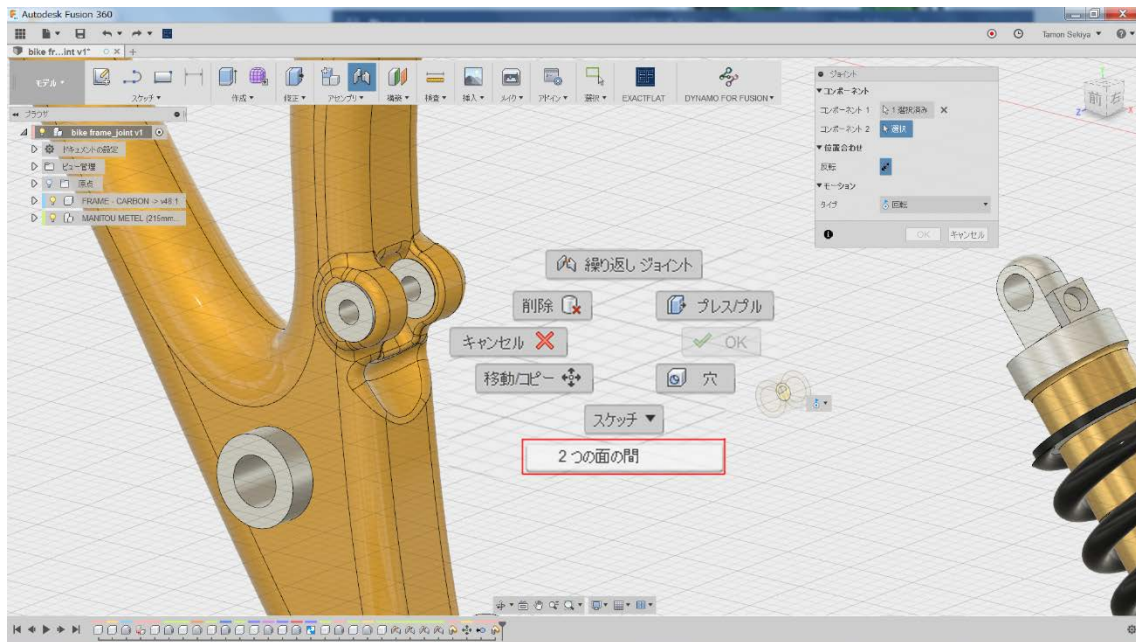 Autodesk Fusion 360
Tamon Sekiya
bike fr...int v1*
モデル
スケッチ
作成
修正
アセンブリ
構築
検査
挿入
メイク
アドイン
選択
EXACTFLAT
DYNAMO FOR FUSION
ブラウザ
bike frame_joint v1
ドキュメントの設定
ビュー管理
原点
FRAME - CARBON -> v48:1
MANITOU METEL (215mm...
ジョイント
コンポーネント
コンポーネント 1
1 選択済み
コンポーネント 2
選択
位置合わせ
反転
モーション
タイプ
回転
OK
キャンセル
前
右
Z
X
繰り返し ジョイント
削除
プレス/プル
キャンセル
OK
移動/コピー
穴
スケッチ
2 つの面の間